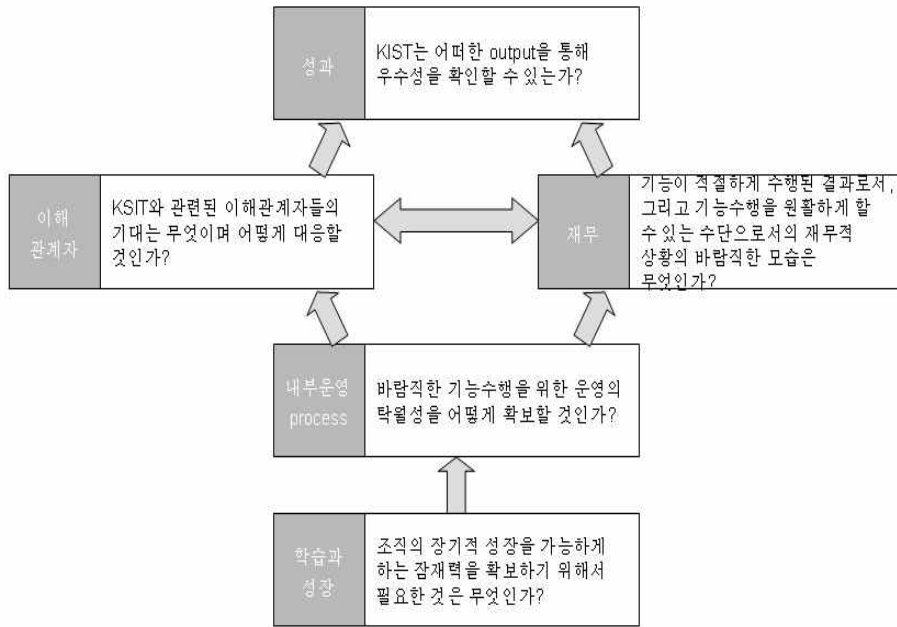 성과
KIST는 어떠한 output을 통해
우수성을 확인할 수 있는가?
이해
관계자
KSIT와 관련된 이해관계자들의
기대는 무엇이며 어떻게 대응할
것인가?
재무
기능이 적절하게 수행된 결과로서,
그리고 기능수행을 원활하게 할
수 있는 수단으로서의 재무적
상황의 바람직한 모습은
무엇인가?
내부운영
process
바람직한 기능수행을 위한 운영의
탁월성을 어떻게 확보할 것인가?
학습과
성장
조직의 장기적 성장을 가능하게
하는 잠재력을 확보하기 위해서
필요한 것은 무엇인가?